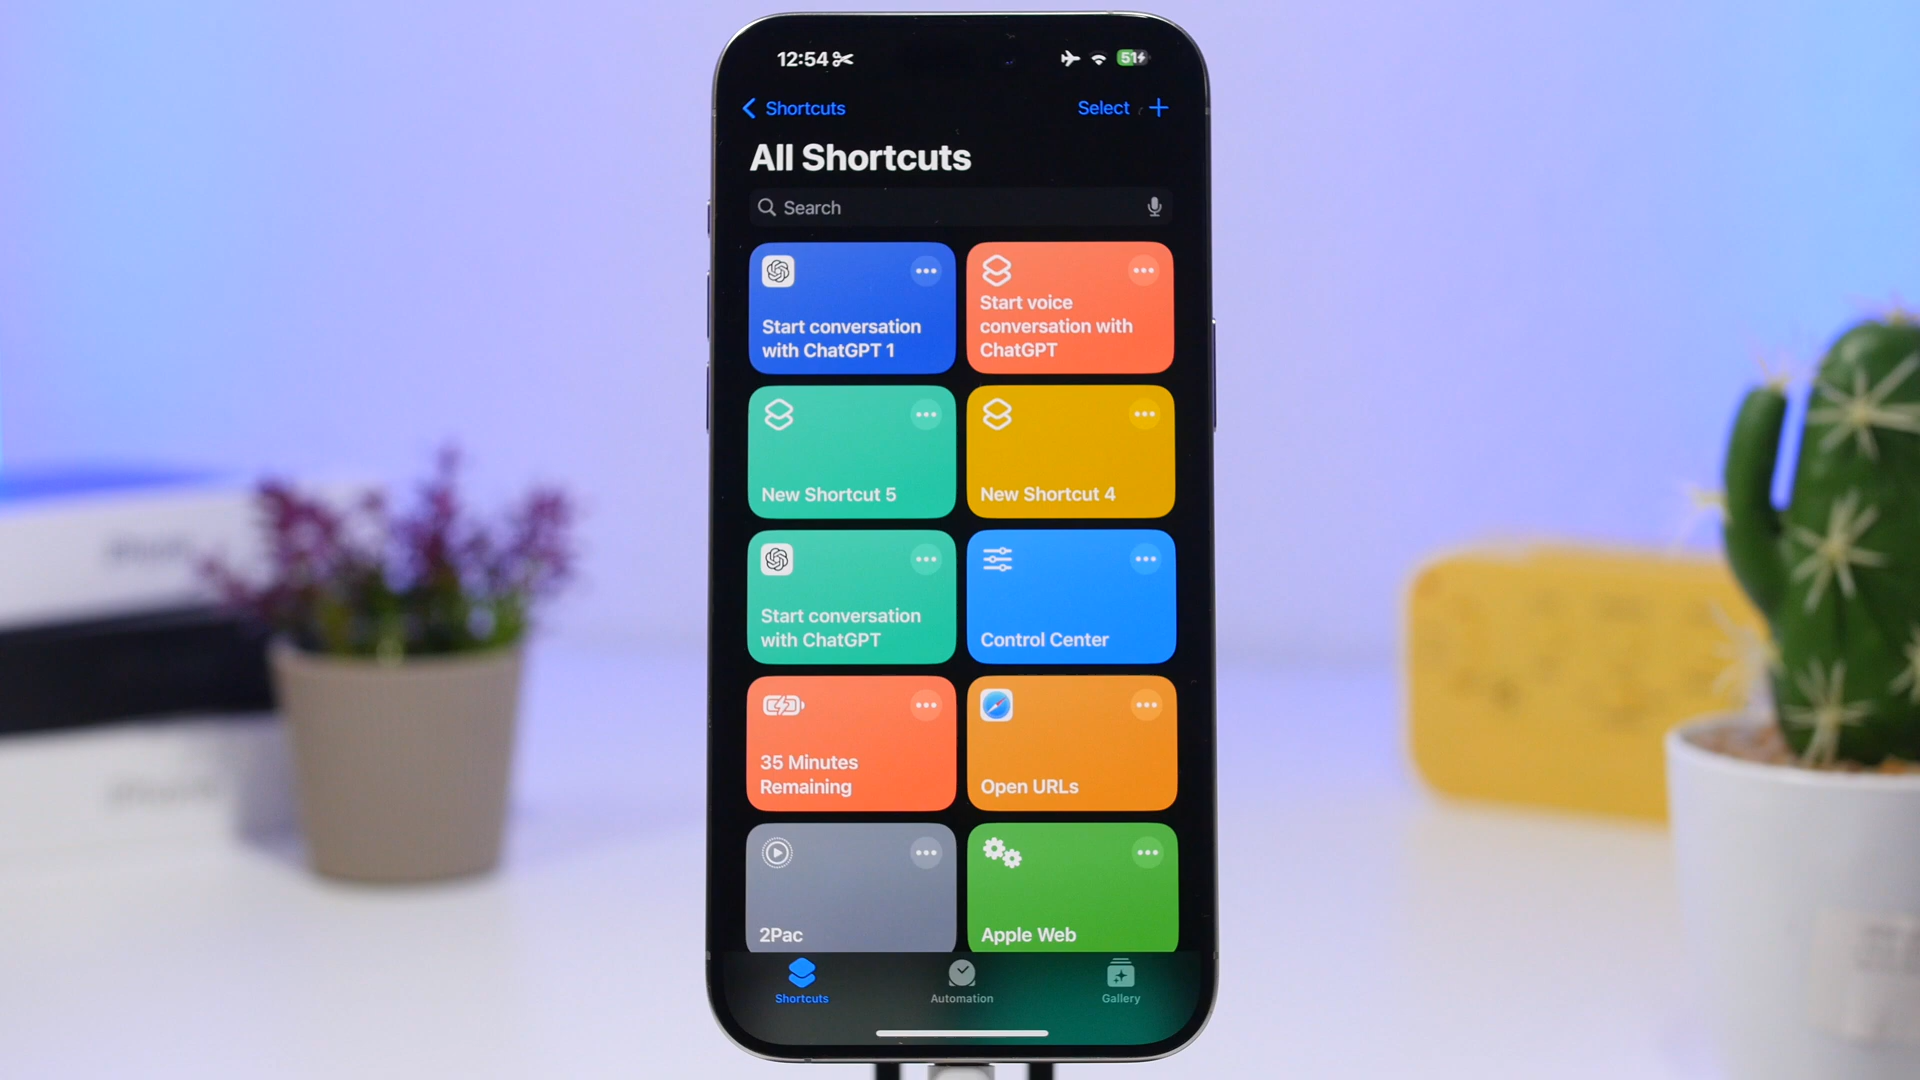 12:54
51
Shortcuts
Select
All Shortcuts
Search
Start conversation
with ChatGPT 1
Start voice
conversation with
ChatGPT
New Shortcut 5
New Shortcut 4
Start conversation
with ChatGPT
Control Center
35 Minutes
Remaining
Open URLs
2Pac
Apple Web
Shortcuts
Automation
Gallery